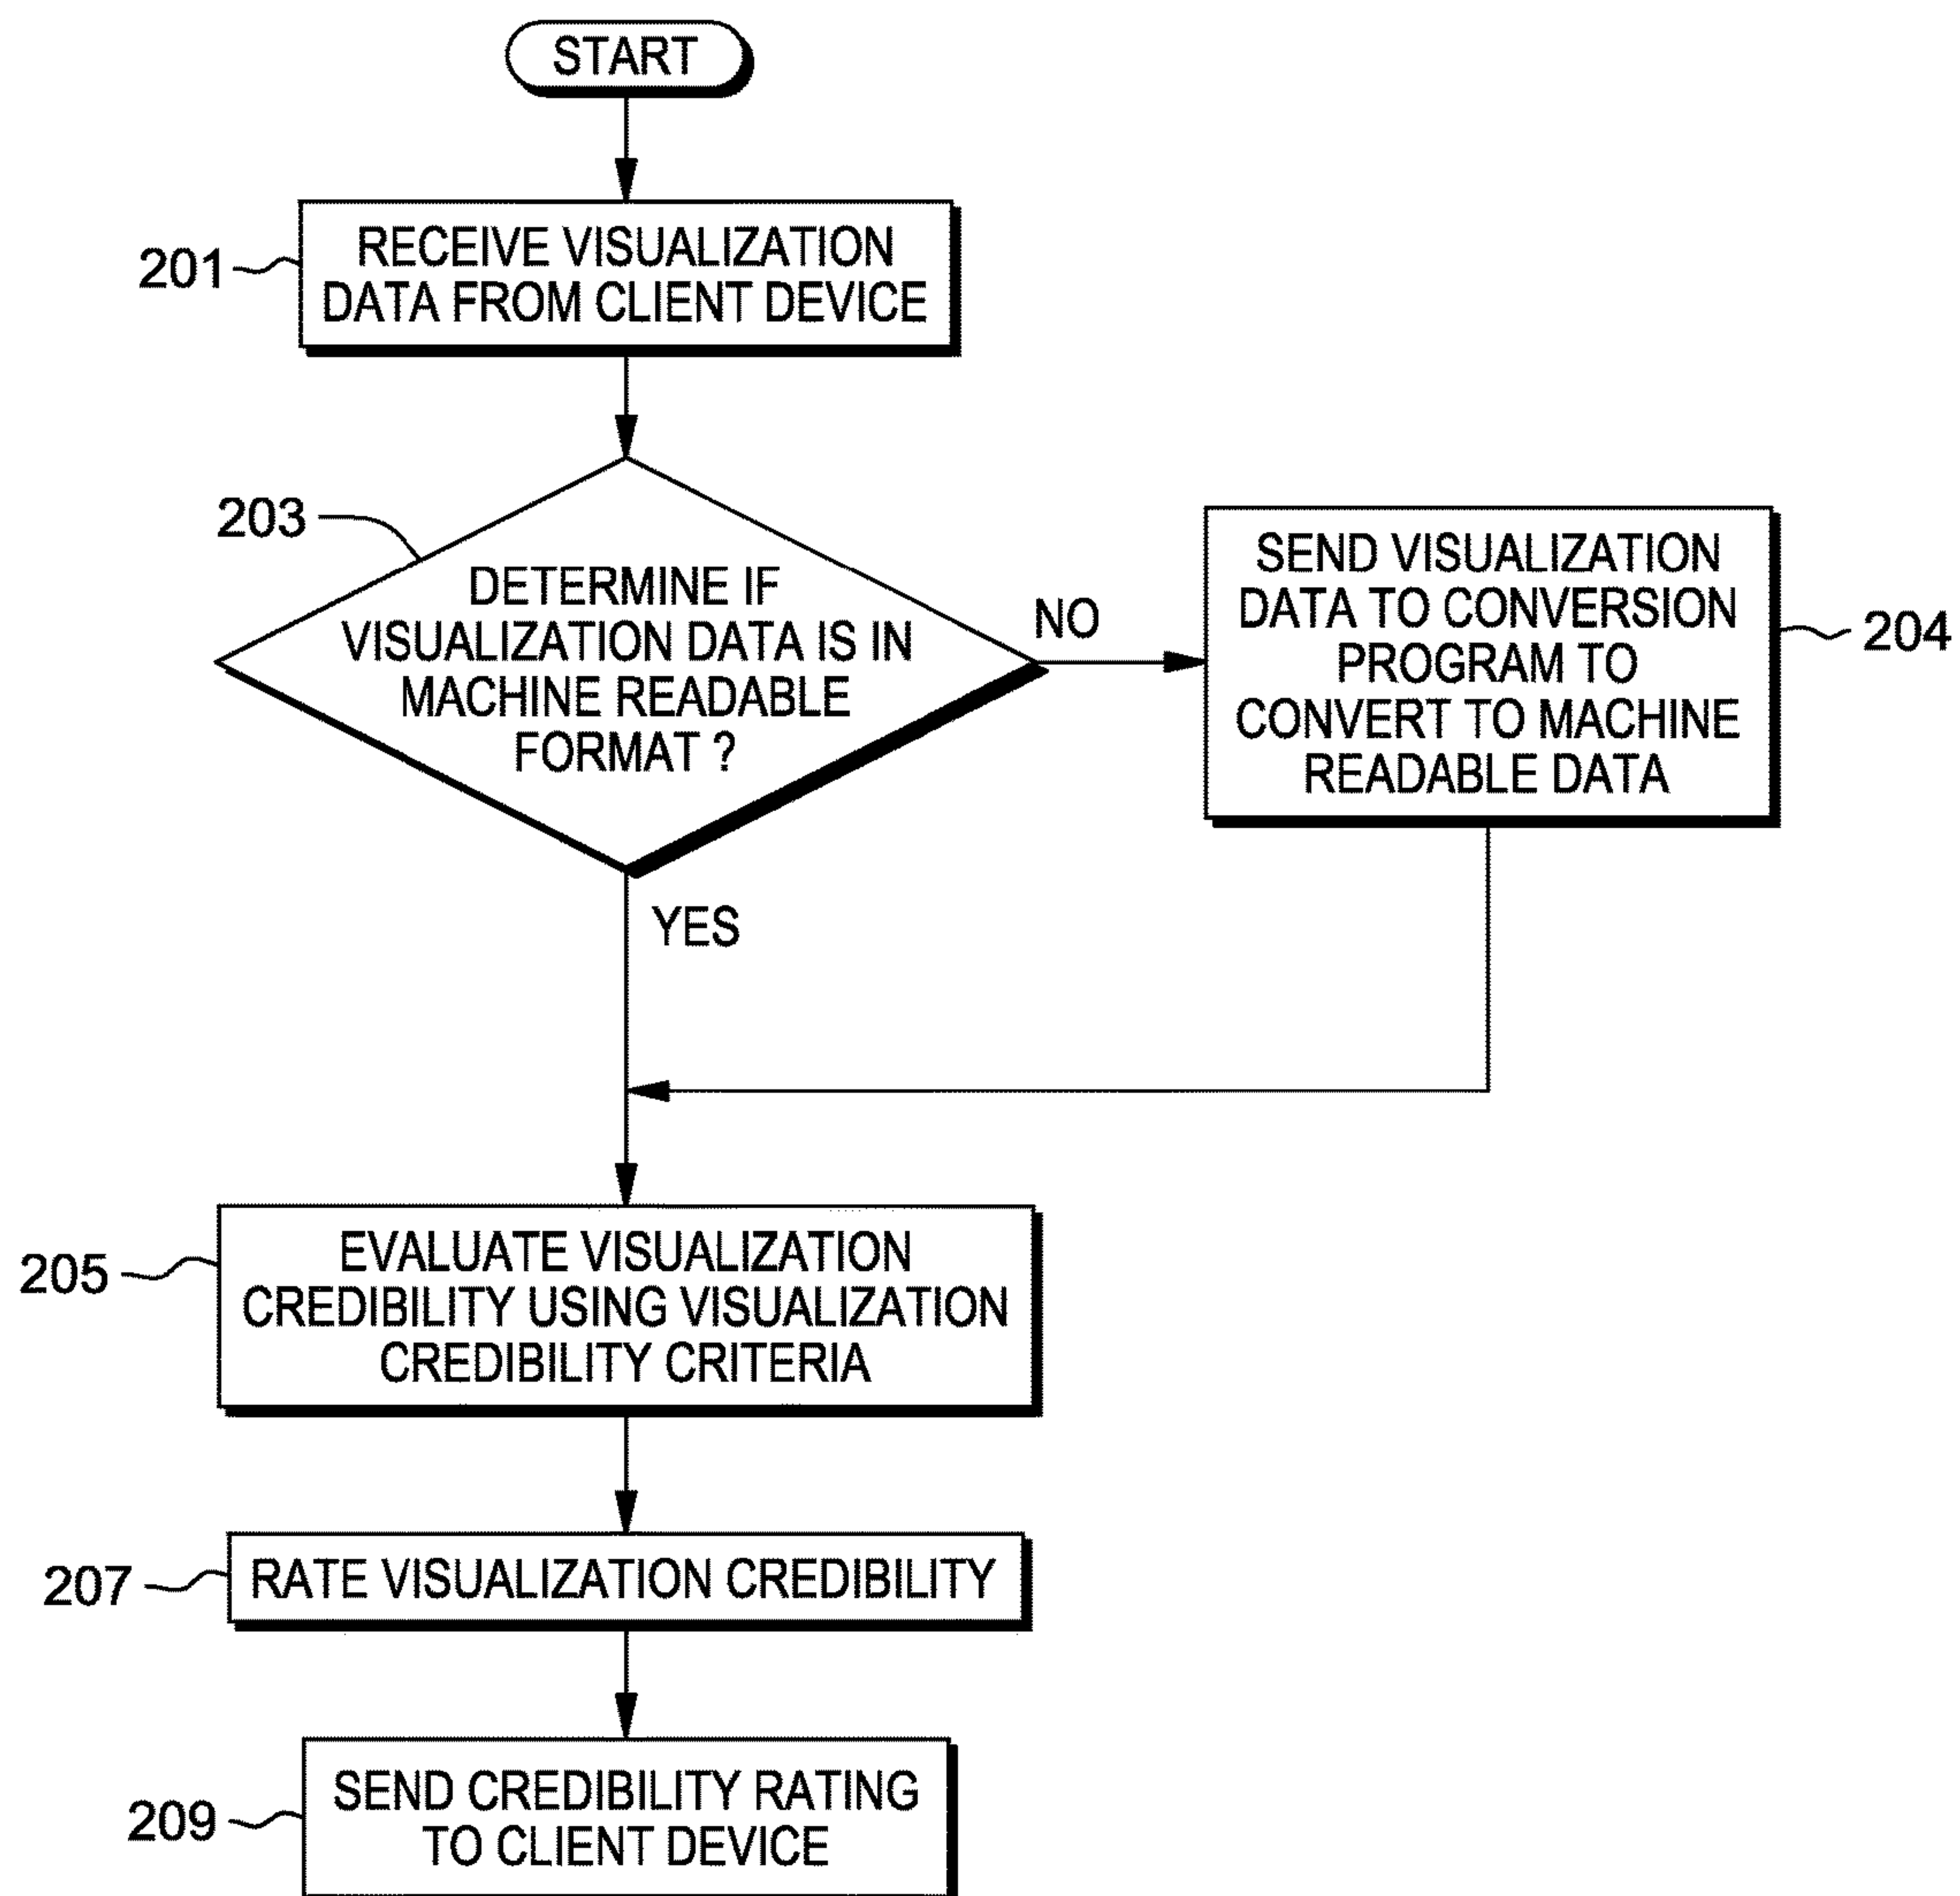 START
201
RECEIVE VISUALIZATION
DATA FROM CLIENT DEVICE
203
DETERMINE IF
VISUALIZATION DATA IS IN
MACHINE READABLE
FORMAT ?
NO
SEND VISUALIZATION
DATA TO CONVERSION
PROGRAM TO
CONVERT TO MACHINE
READABLE DATA
204
YES
205
EVALUATE VISUALIZATION
CREDIBILITY USING VISUALIZATION
CREDIBILITY CRITERIA
207
RATE VISUALIZATION CREDIBILITY
209
SEND CREDIBILITY RATING
TO CLIENT DEVICE